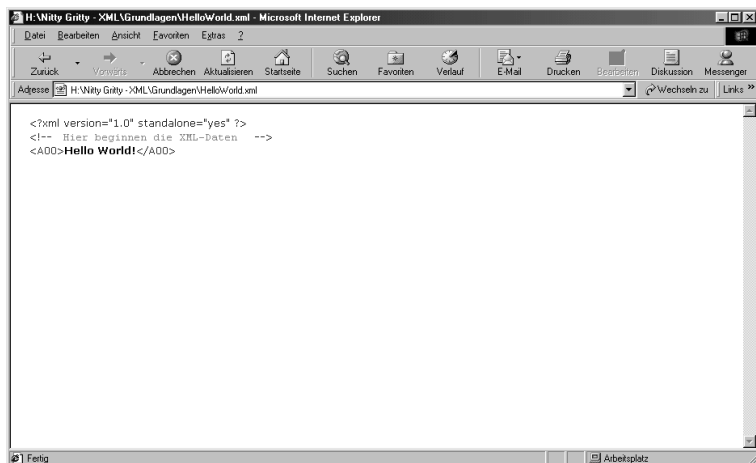 H:\Nitty Gritty - XML\Grundlagen\HelloWorld.xml - Microsoft Internet Explorer
Datei Bearbeiten Ansicht Favoriten Extras ?
Zurück Vorwärts Abbrechen Aktualisieren Startseite Suchen Favoriten Verlauf E-Mail Drucken Bearbeiten Diskussion Messenger
Adresse H:\Nitty Gritty - XML\Grundlagen\HelloWorld.xml Wechseln zu Links »
<?xml version="1.0" standalone="yes" ?>
<!-- Hier beginnen die XML-Daten -->
<A00>Hello World!</A00>
Fertig Arbeitsplatz